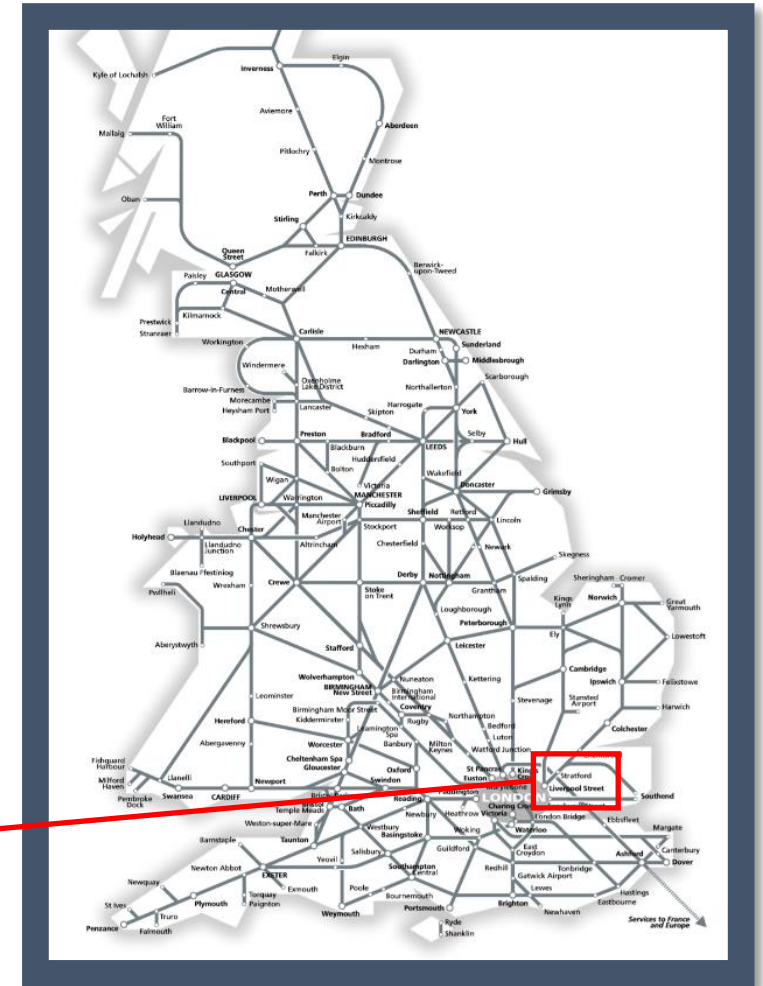 Kyle of Lochalsh
Inverness
Elgin
Aviemore
Aberdeen
Mallaig
Fort
William
Pitlochry
Montrose
Oban
Perth
Dundee
Stirling
Kirkcaldy
EDINBURGH
Queen
Street
Falkirk
GLASGOW
Central
Paisley
Motherwell
Berwick-
upon-Tweed
Prestwick
Stranraer
Kilmarnock
Carlisle
NEWCASTLE
Workington
Hexham
Durham
Sunderland
Darlington
Middlesbrough
Windermere
Oxenholme
Lake District
Northallerton
Scarborough
Barrow-in-Furness
Morecambe
Heysham Port
Lancaster
Harrogate
Skipton
York
Blackpool
Preston
Bradford
LEEDS
Selby
Hull
Blackburn
Huddersfield
Southport
Bolton
Wakefield
Wigan
Victoria
MANCHESTER
Piccadilly
Doncaster
Grimsby
LIVERPOOL
Warrington
Manchester
Airport
Stockport
Sheffield
Retford
Worksop
Lincoln
Llandudno
Chester
Holyhead
Llandudno
Junction
Altrincham
Chesterfield
Newark
Skegness
Blaenau Ffestiniog
Wrexham
Crewe
Stoke
on Trent
Derby
Nottingham
Grantham
Spalding
Sheringham
Cromer
Pwllheli
Loughborough
Kings
Lynn
Norwich
Great
Yarmouth
Shrewsbury
Peterborough
Ely
Aberystwyth
Stafford
Leicester
Lowestoft
Wolverhampton
BIRMINGHAM
New Street
Nuneaton
Birmingham
International
Kettering
Cambridge
Ipswich
Felixstowe
Leominster
Birmingham Moor Street
Coventry
Rugby
Northampton
Stevenage
Stansted
Airport
Harwich
Kidderminster
Hereford
Leamington
Spa
Bedford
Colchester
Abergavenny
Worcester
Banbury
Milton
Keynes
Luton
Watford Junction
Fishguard
Harbour
Cheltenham Spa
Gloucester
Oxford
St Pancras
Kings
Euston
Stratford
Milford
Haven
Llanelli
Newport
Swindon
Liverpool Street
Southend
Pembroke
Dock
Swansea
CARDIFF
Reading
Paddington
LONDON
Temple Meads
Bath
Newbury
Heathrow
Victoria
London Bridge
Ebbsfleet
Weston-super-Mare
Westbury
Basingstoke
Woking
Waterloo
Margate
Barnstaple
Taunton
Salisbury
Guildford
East
Croydon
Canterbury
Newton Abbot
Yeovil
Southampton
Central
Redhill
Tonbridge
Ashford
Dover
Newquay
EXETER
Exmouth
Poole
Gatwick Airport
Bournemouth
Lewes
Hastings
St Ives
Plymouth
Torquay
Paignton
Weymouth
Portsmouth
Brighton
Eastbourne
Truro
Newhaven
Penzance
Falmouth
Ryde
Shanklin
Services to France
and Europe